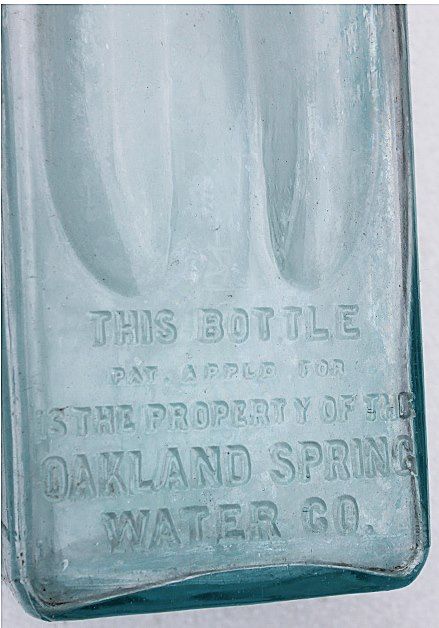 THIS BOTTLE
PAT. APPLD FOR
IS THE PROPERTY OF THE
OAKLAND SPRING
WATER CO.